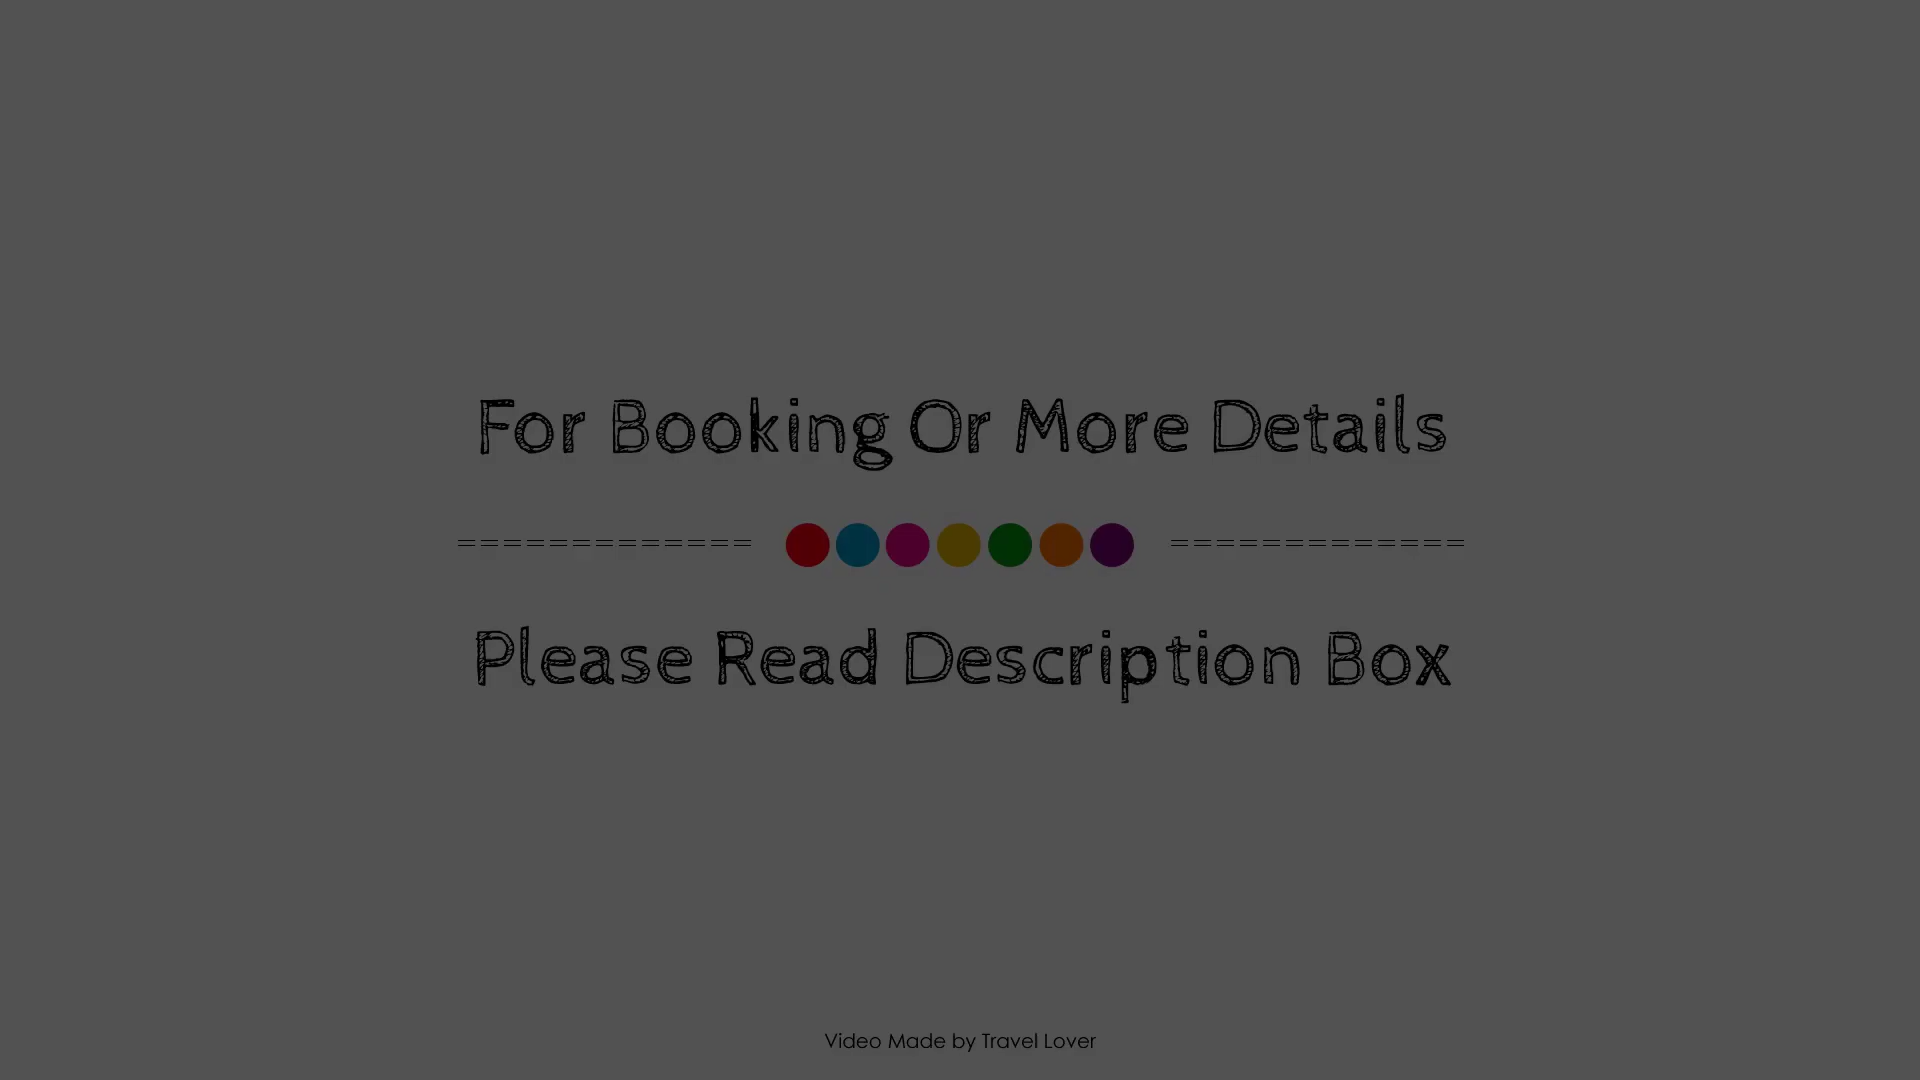 For Booking Or More Details
============= =============
Please Read Description Box
Video Made by Travel Lover